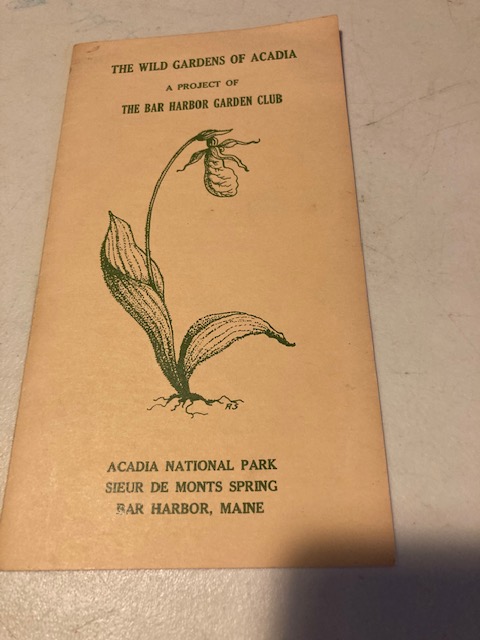 THE WILD GARDENS OF ACADIA
A PROJECT OF
THE BAR HARBOR GARDEN CLUB
RS
ACADIA NATIONAL PARK
SIEUR DE MONTS SPRING
BAR HARBOR, MAINE